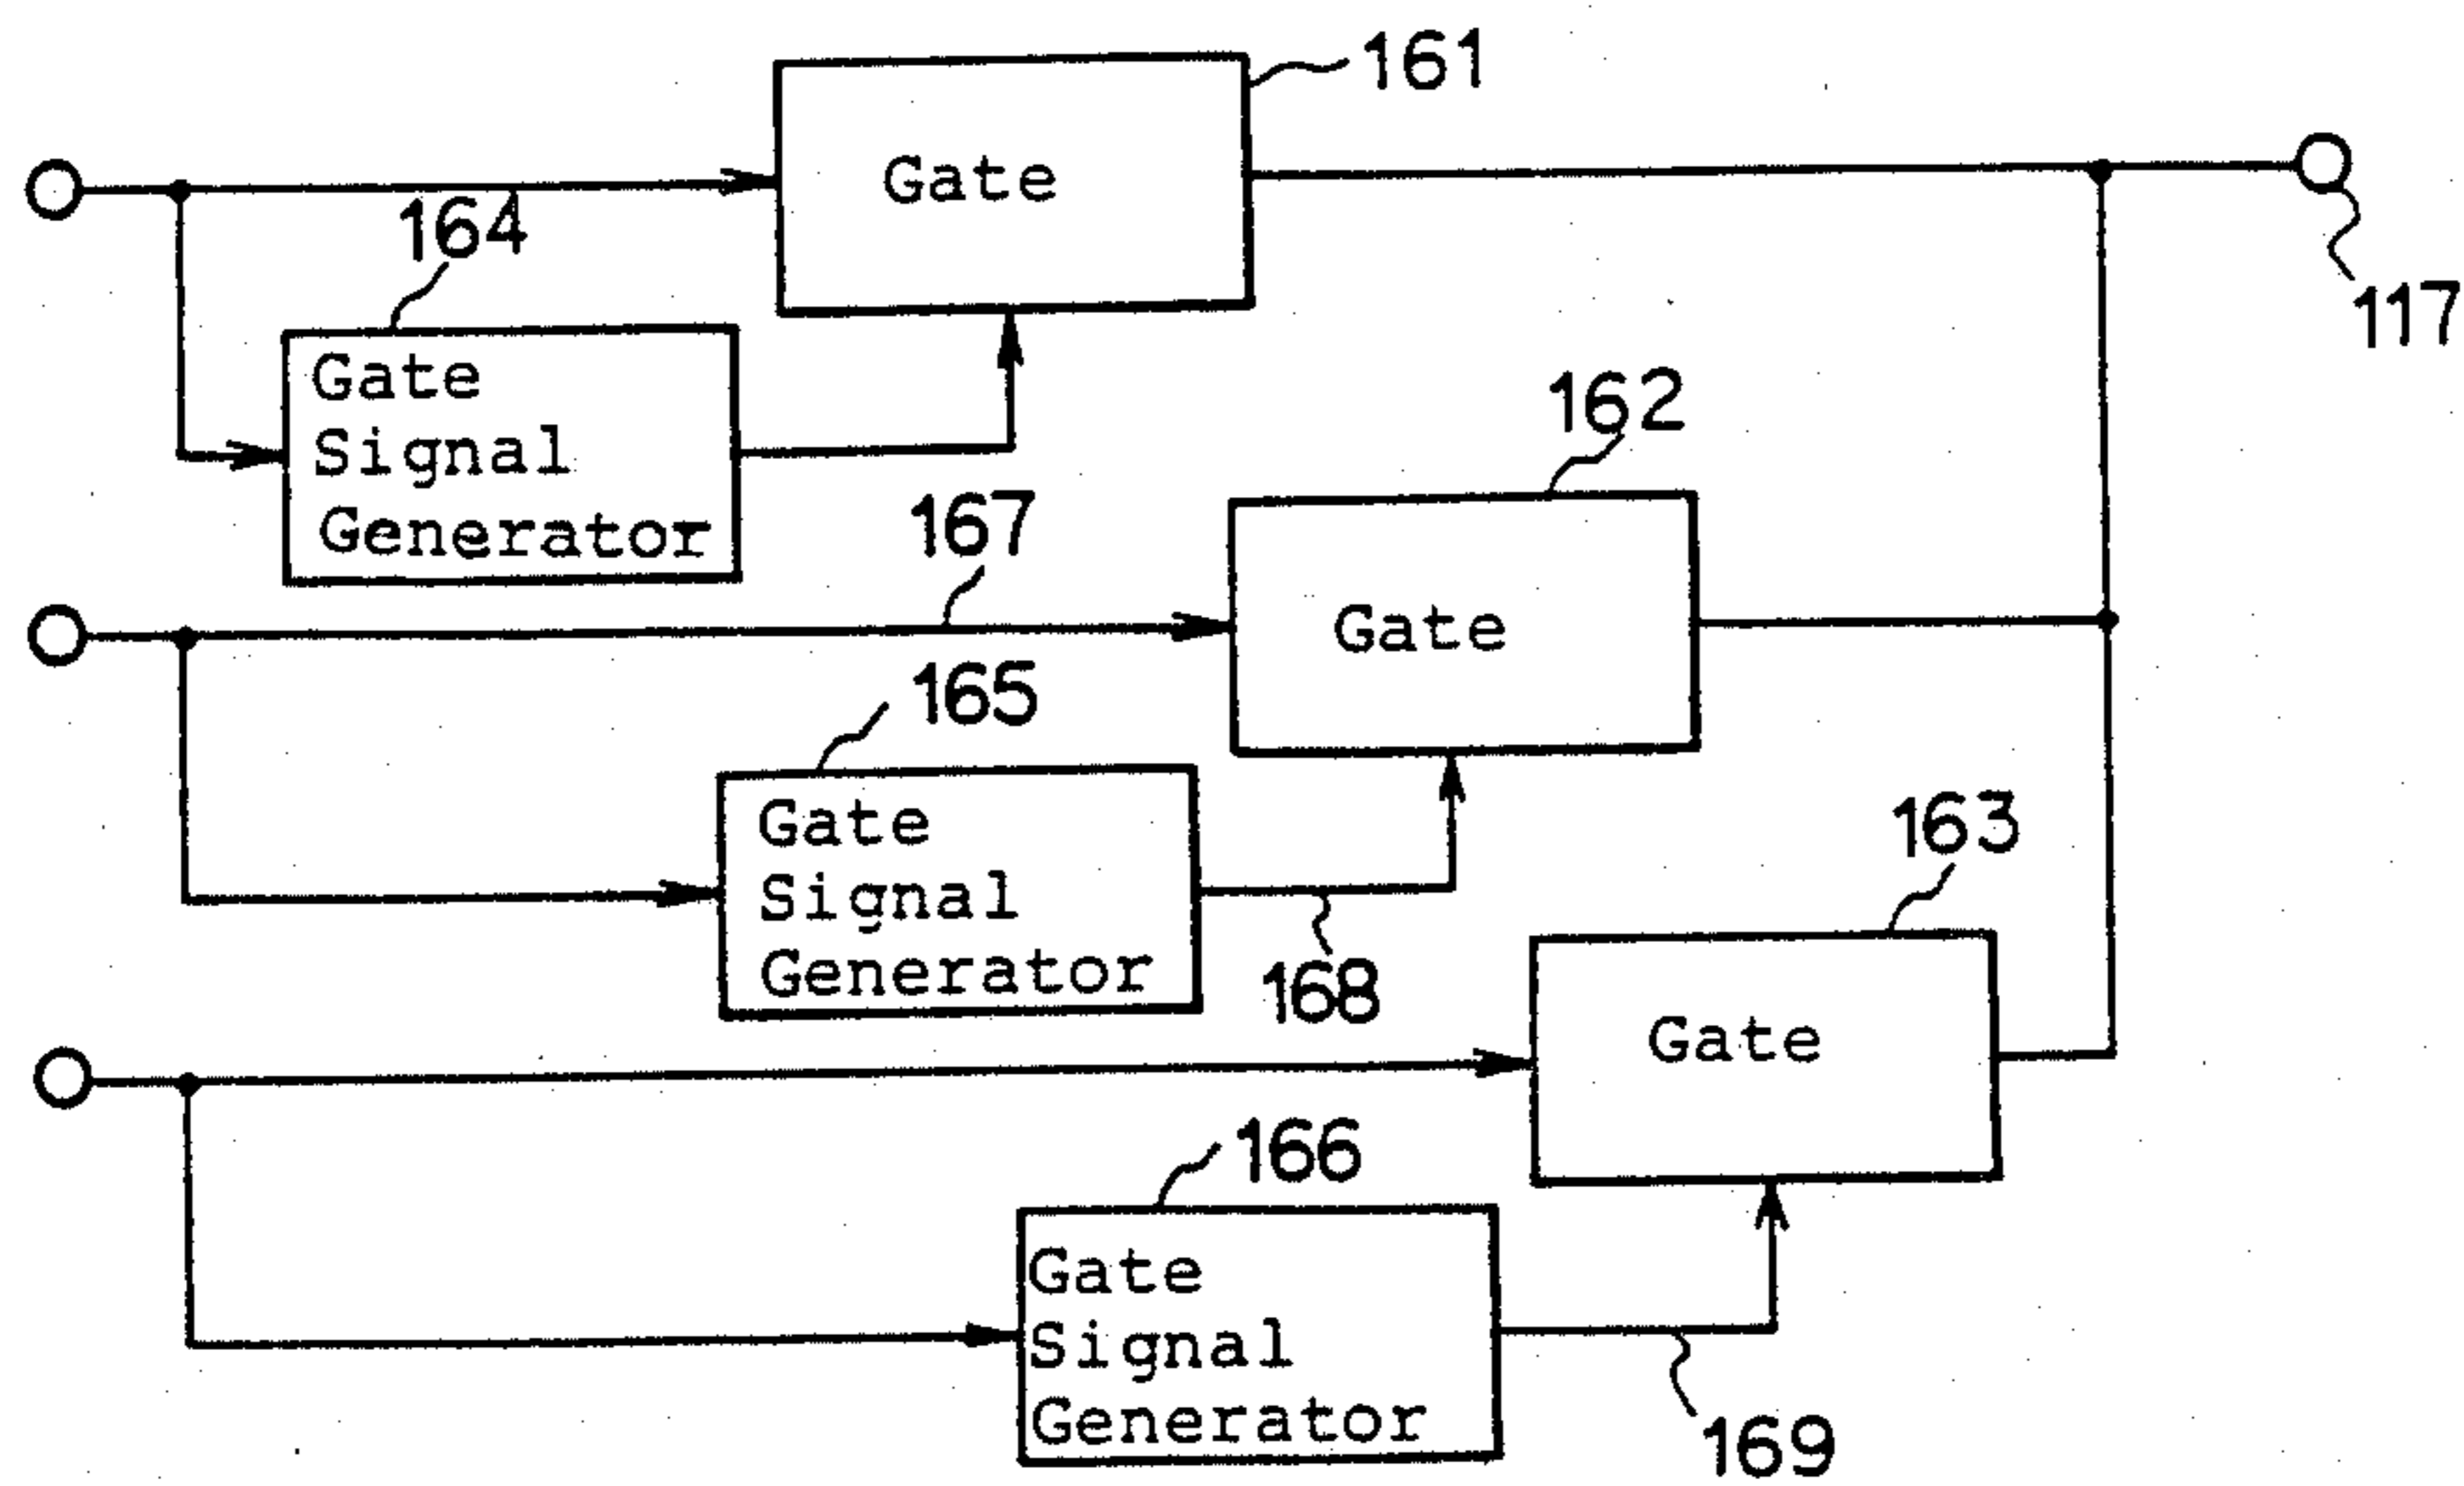 161
Gate
117
164
Gate
Signal
Generator
162
167
Gate
165
Gate
Signal
Generator
168
163
Gate
166
Gate
Signal
Generator
169